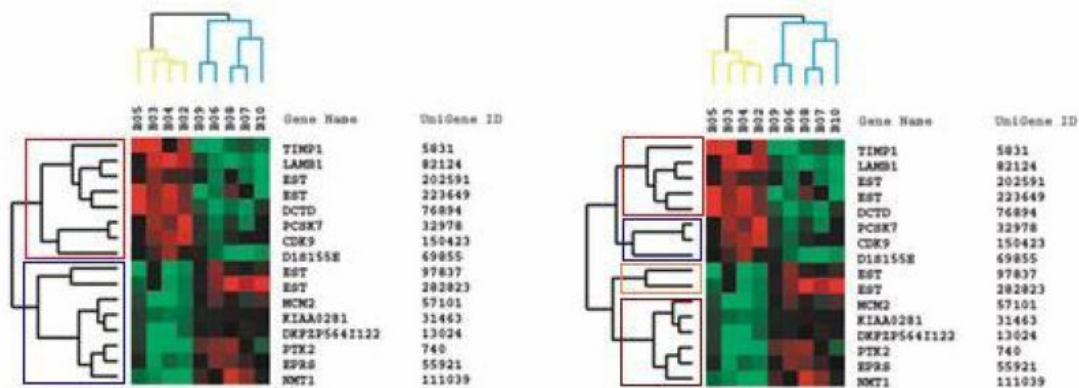 B05 B03 B04 B02 B09 B06 B08 B07 B10 Gene Name UniGene ID
TIMP1 5831
LAMB1 82124
EST 202591
EST 223649
DCTD 76894
PCSK7 32978
CDK9 150423
D1S155E 69855
EST 97837
EST 282823
MCM2 57101
KIAA0281 31463
DKFZP564I122 13024
PTK2 740
EPRS 55921
NMT1 111039
B05 B03 B04 B02 B09 B06 B08 B07 B10 Gene Name UniGene ID
TIMP1 5831
LAMB1 82124
EST 202591
EST 223649
DCTD 76894
PCSK7 32978
CDK9 150423
D1S155E 69855
EST 97837
EST 282823
MCM2 57101
KIAA0281 31463
DKFZP564I122 13024
PTK2 740
EPRS 55921
NMT1 111039